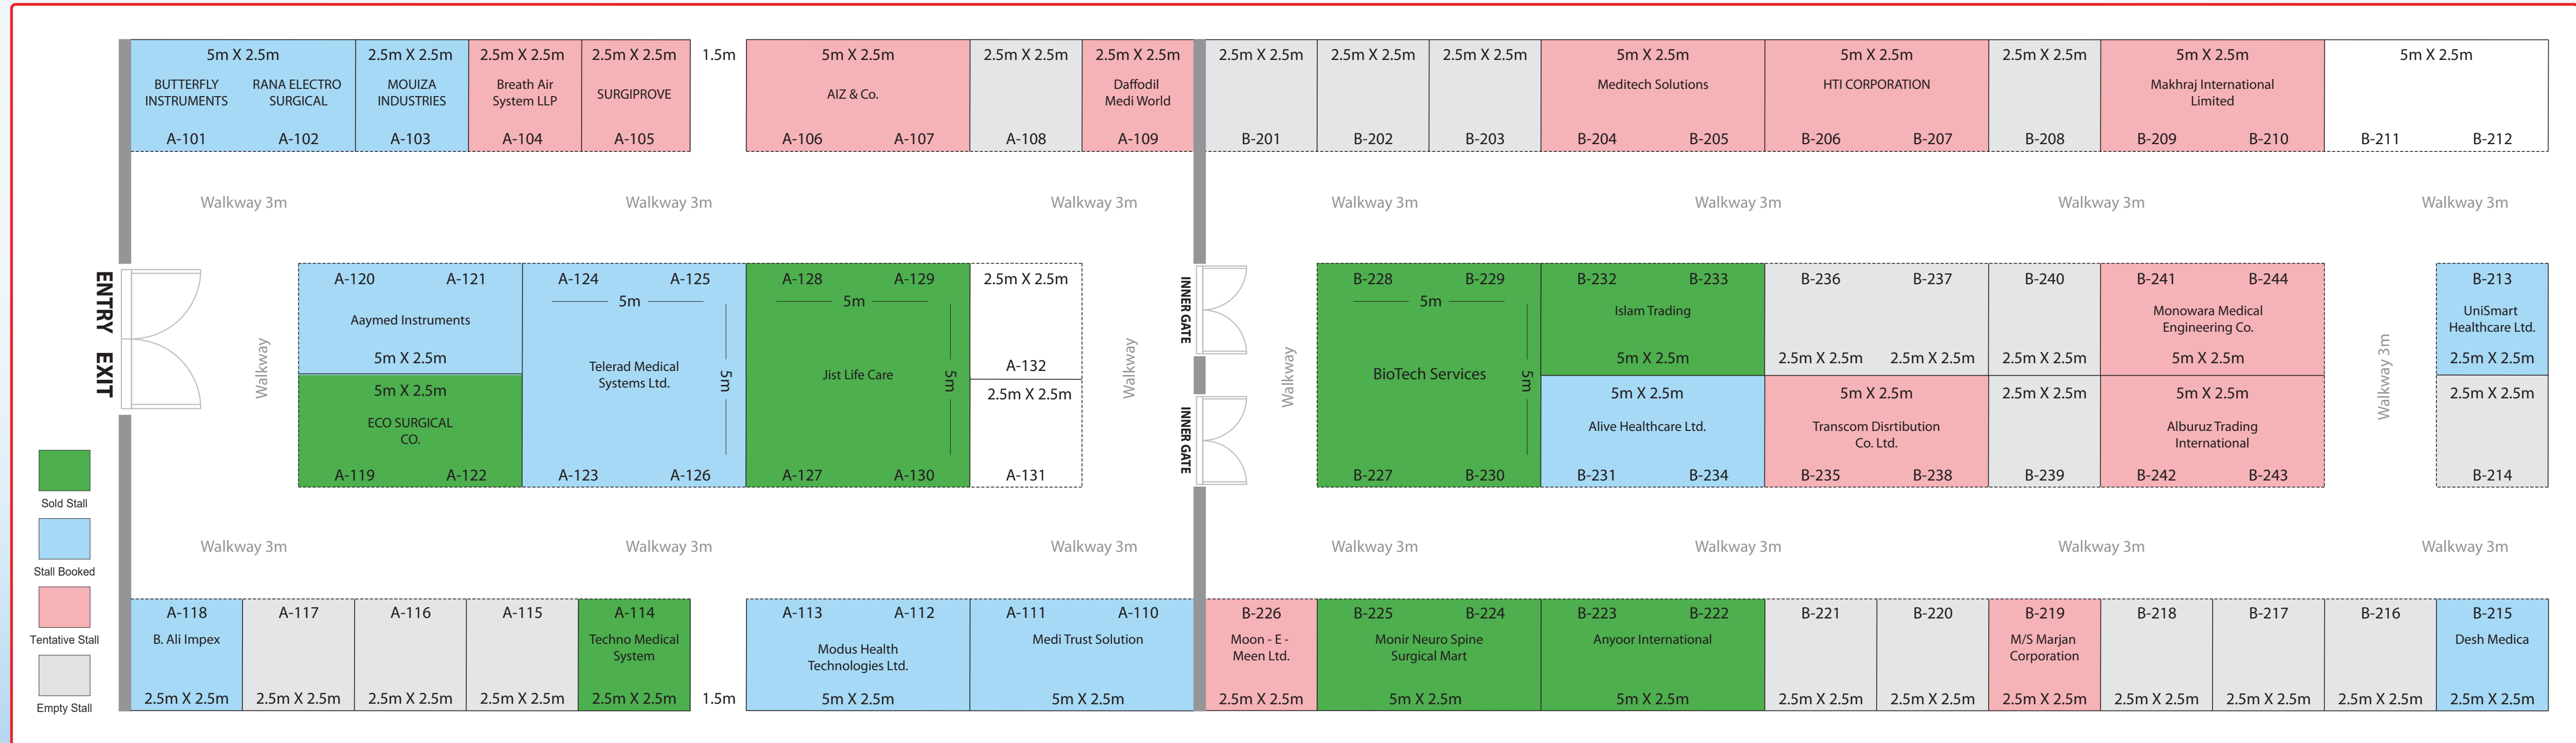 5m X 2.5m
BUTTERFLY
INSTRUMENTS
A-101
RANA ELECTRO
SURGICAL
A-102
2.5m X 2.5m
MOUIZA
INDUSTRIES
A-103
2.5m X 2.5m
Breath Air
System LLP
A-104
2.5m X 2.5m
SURGIPROVE
A-105
1.5m
5m X 2.5m
AIZ & Co.
A-106 A-107
2.5m X 2.5m
A-108
2.5m X 2.5m
Daffodil
Medi World
A-109
2.5m X 2.5m
B-201
2.5m X 2.5m
B-202
2.5m X 2.5m
B-203
5m X 2.5m
Meditech Solutions
B-204 B-205
5m X 2.5m
HTI CORPORATION
B-206 B-207
2.5m X 2.5m
B-208
5m X 2.5m
Makhraj International
Limited
B-209 B-210
5m X 2.5m
B-211 B-212
Walkway 3m
Walkway 3m
Walkway 3m
Walkway 3m
Walkway 3m
Walkway 3m
Walkway 3m
ENTRY EXIT
Walkway
A-120 A-121
Aaymed Instruments
5m X 2.5m
5m X 2.5m
ECO SURGICAL
CO.
A-119 A-122
A-124 A-125
5m
Telerad Medical
Systems Ltd.
5m
A-123 A-126
A-128 A-129
5m
Jist Life Care
5m
A-127 A-130
2.5m X 2.5m
A-132
2.5m X 2.5m
A-131
Walkway
INNER GATE
INNER GATE
Walkway
B-228 B-229
5m
BioTech Services
5m
B-227 B-230
B-232 B-233
Islam Trading
5m X 2.5m
5m X 2.5m
Alive Healthcare Ltd.
B-231 B-234
B-236 B-237
2.5m X 2.5m 2.5m X 2.5m
5m X 2.5m
Transcom Disrtibution
Co. Ltd.
B-235 B-238
B-240
2.5m X 2.5m
2.5m X 2.5m
B-239
B-241 B-244
Monowara Medical
Engineering Co.
5m X 2.5m
5m X 2.5m
Alburuz Trading
International
B-242 B-243
Walkway 3m
B-213
UniSmart
Healthcare Ltd.
2.5m X 2.5m
2.5m X 2.5m
B-214
Sold Stall
Stall Booked
Tentative Stall
Empty Stall
Walkway 3m
Walkway 3m
Walkway 3m
Walkway 3m
Walkway 3m
Walkway 3m
Walkway 3m
A-118
B. Ali Impex
2.5m X 2.5m
A-117
2.5m X 2.5m
A-116
2.5m X 2.5m
A-115
2.5m X 2.5m
A-114
Techno Medical
System
2.5m X 2.5m
1.5m
A-113 A-112
Modus Health
Technologies Ltd.
5m X 2.5m
A-111 A-110
Medi Trust Solution
5m X 2.5m
B-226
Moon - E -
Meen Ltd.
2.5m X 2.5m
B-225 B-224
Monir Neuro Spine
Surgical Mart
5m X 2.5m
B-223 B-222
Anyoor International
5m X 2.5m
B-221
2.5m X 2.5m
B-220
2.5m X 2.5m
B-219
M/S Marjan
Corporation
2.5m X 2.5m
B-218
2.5m X 2.5m
B-217
2.5m X 2.5m
B-216
2.5m X 2.5m
B-215
Desh Medica
2.5m X 2.5m